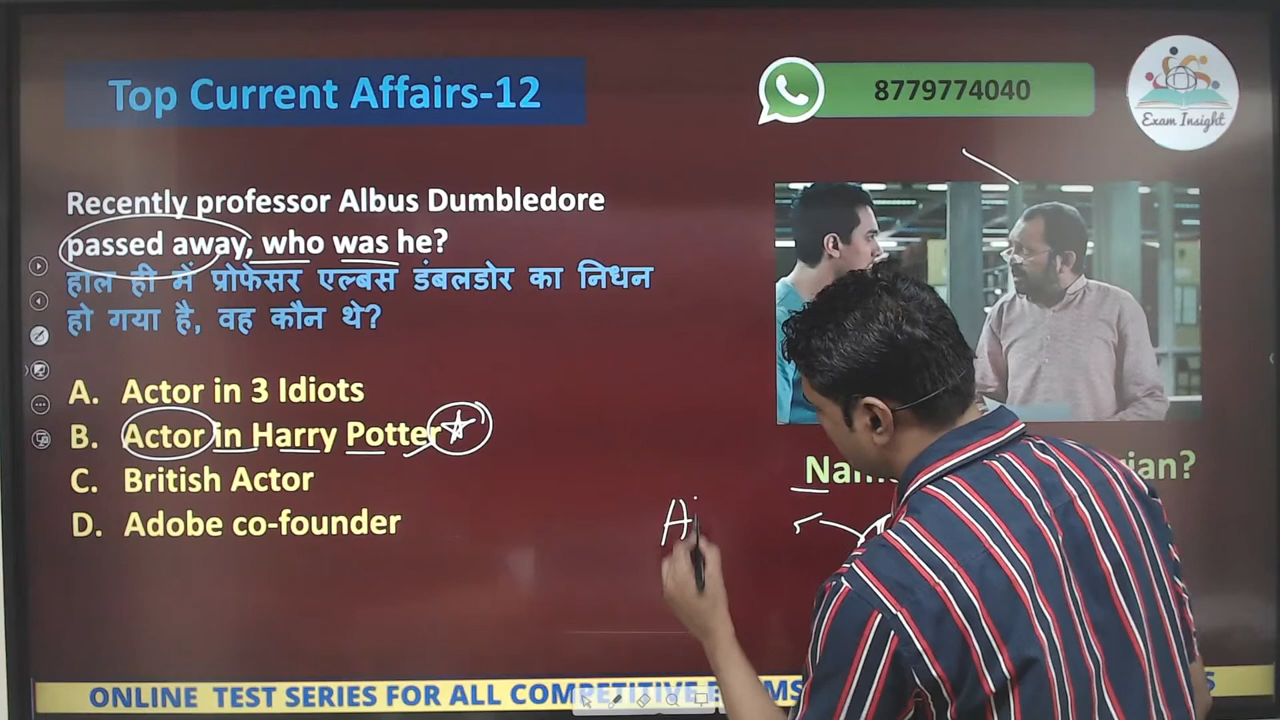 Top Current Affairs-12
8779774040
Exam Insight
Recently professor Albus Dumbledore
passed away, who was he?
हाल ही में प्रोफेसर एल्बस डंबलडोर का निधन
हो गया है, वह कौन थे?
A. Actor in 3 Idiots
B. Actor in Harry Potter
C. British Actor
D. Adobe co-founder
ONLINE TEST SERIES FOR ALL COMPETITIVE EXAMS